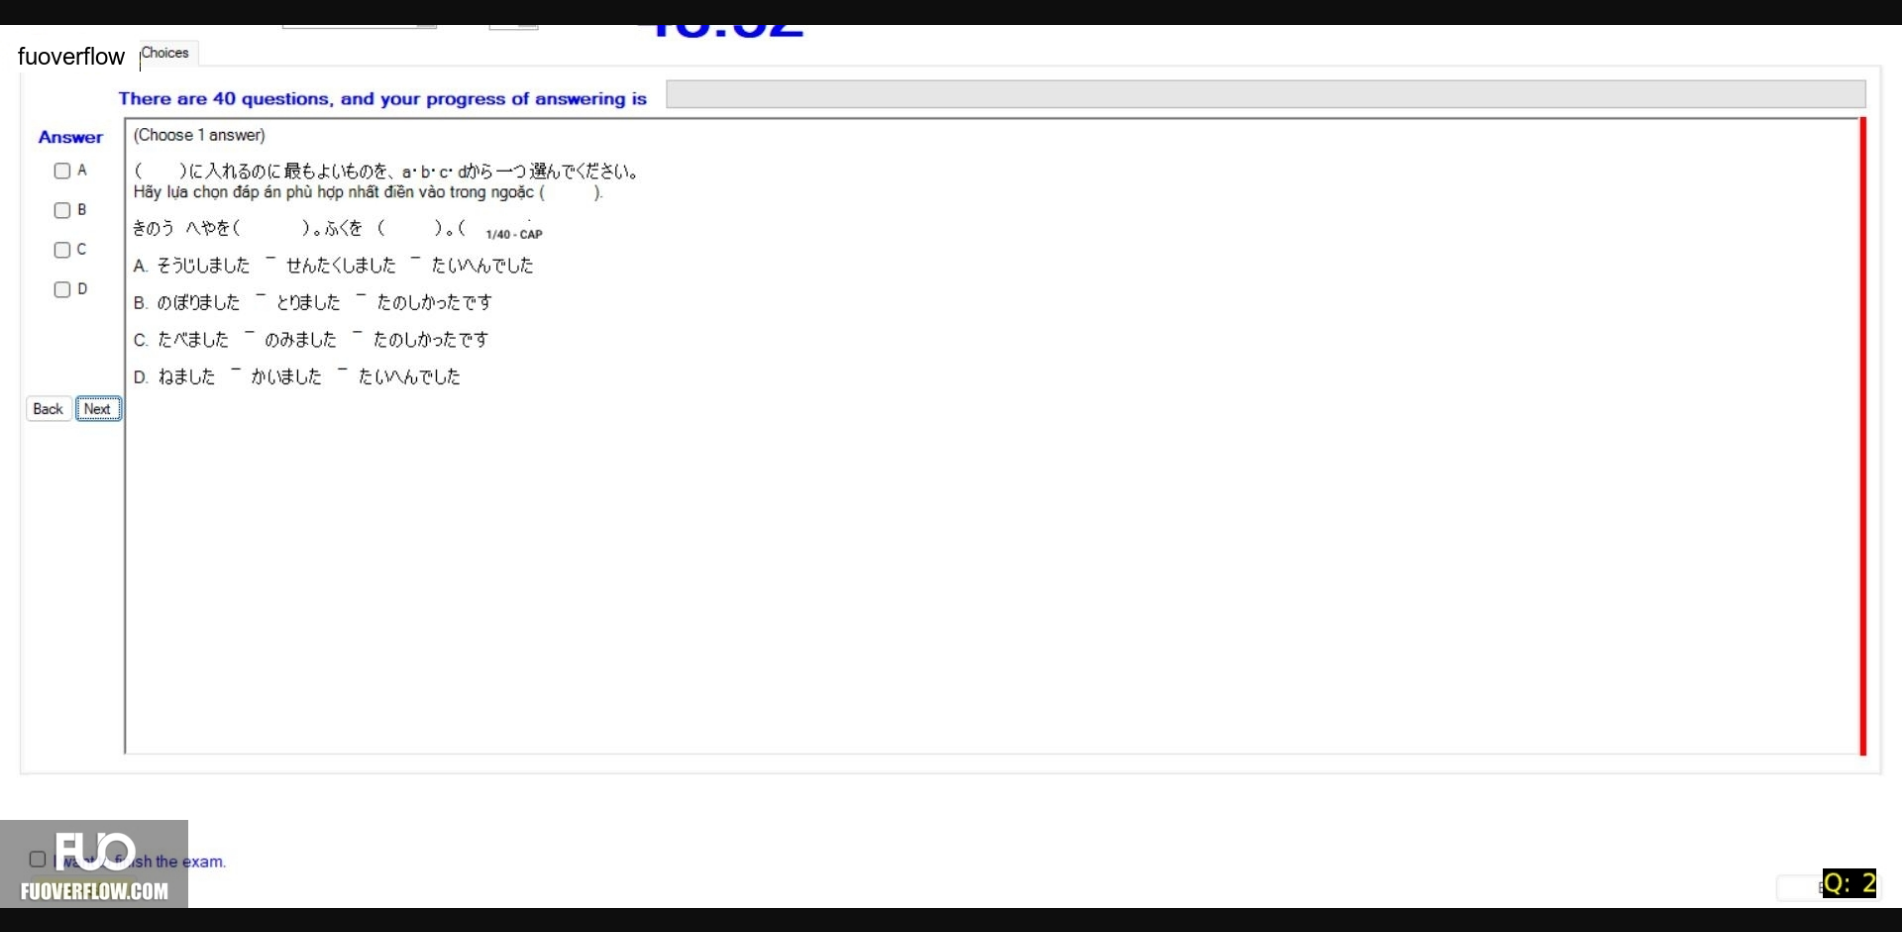 fuoverflow
Choices
There are 40 questions, and your progress of answering is
Answer
(Choose 1 answer)
A
B
C
D
(　　)に入れるのに最もよいものを、a・b・c・dから一つ選んでください。
Hãy lựa chọn đáp án phù hợp nhất điền vào trong ngoặc (　　).
きのう へやを(　　)。ふくを (　　)。(
1/40 - CAP
A. そうじしました ― せんたくしました ― たいへんでした
B. のぼりました ― とりました ― たのしかったです
C. たべました ― のみました ― たのしかったです
D. ねました ― かいました ― たいへんでした
Back Next
FUO
finish the exam.
FUOVERFLOW.COM
Q: 2